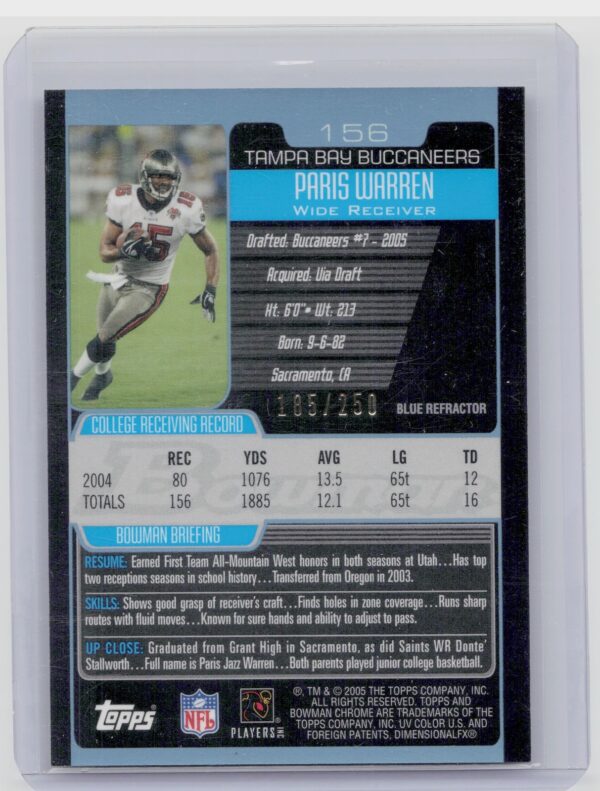 156
TAMPA BAY BUCCANEERS
PARIS WARREN
WIDE RECEIVER
Drafted: Buccaneers #7 - 2005
Acquired: Via Draft
Ht: 6'0" • Wt: 213
Born: 9-6-82
Sacramento, CA
185/250
BLUE REFRACTOR
15
COLLEGE RECEIVING RECORD
REC YDS AVG LG TD
2004 80 1076 13.5 65t 12
TOTALS 156 1885 12.1 65t 16
Bowman
BOWMAN BRIEFING
RESUME: Earned First Team All-Mountain West honors in both seasons at Utah...Has top
two receptions seasons in school history...Transferred from Oregon in 2003.
SKILLS: Shows good grasp of receiver's craft...Finds holes in zone coverage...Runs sharp
routes with fluid moves...Known for sure hands and ability to adjust to pass.
UP CLOSE: Graduated from Grant High in Sacramento, as did Saints WR Donte'
Stallworth...Full name is Paris Jazz Warren...Both parents played junior college basketball.
TOPPS
NFL
PLAYERS INC
®, TM & © 2005 THE TOPPS COMPANY, INC.
ALL RIGHTS RESERVED. TOPPS AND
BOWMAN CHROME ARE TRADEMARKS OF THE
TOPPS COMPANY, INC. UV COLOR U.S. AND
FOREIGN PATENTS, DIMENSIONALFX®